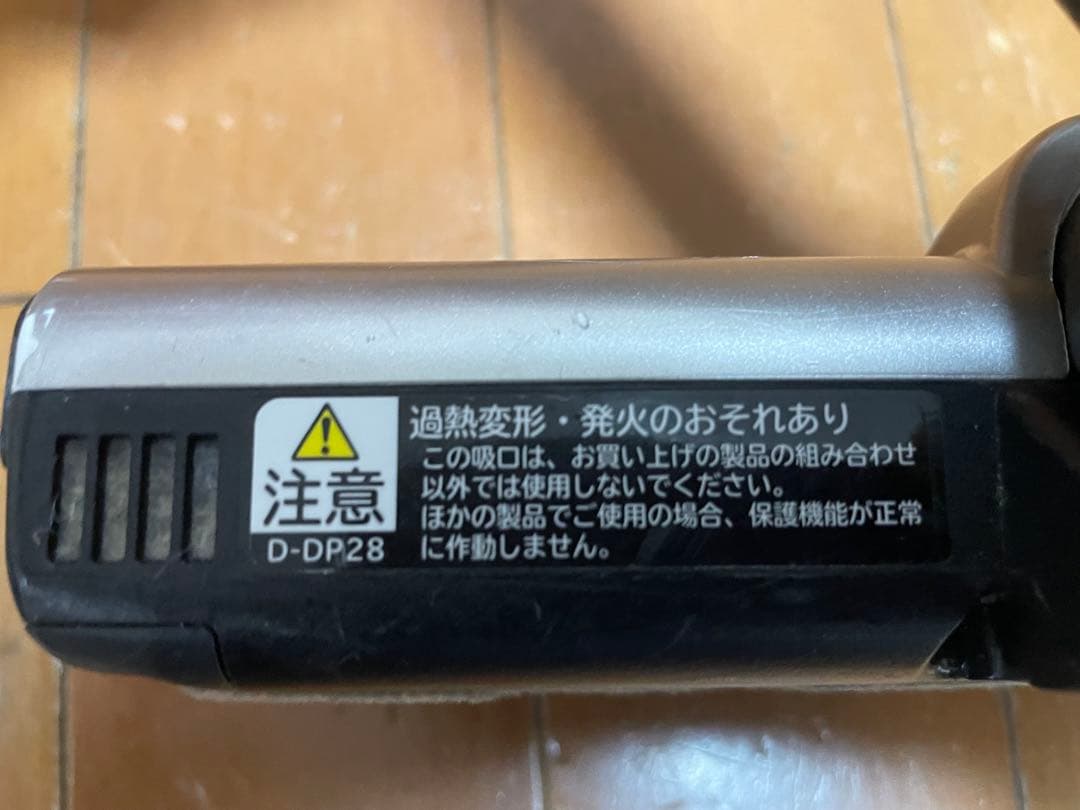 注意
D-DP28
過熱変形・発火のおそれあり
この吸口は、お買い上げの製品の組み合わせ
以外では使用しないでください。
ほかの製品でご使用の場合、保護機能が正常
に作動しません。